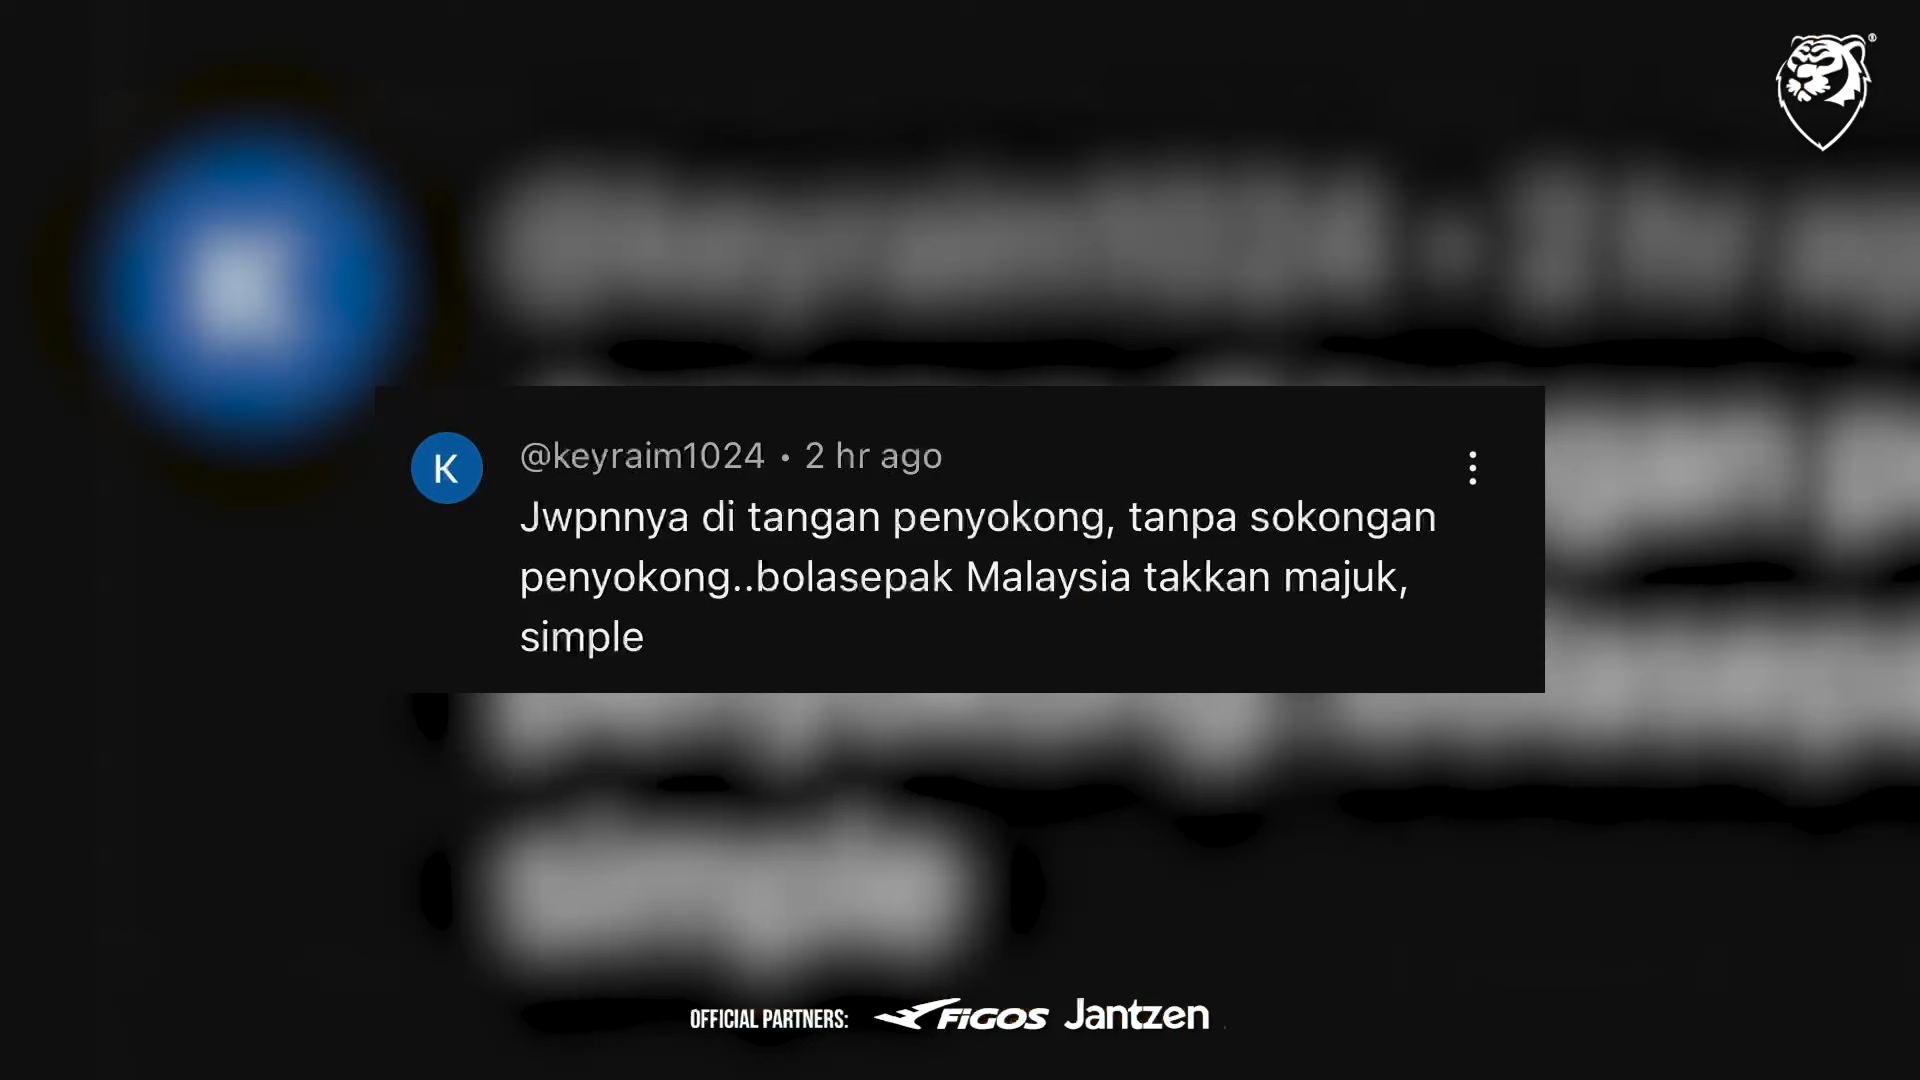 K
@keyraim1024 • 2 hr ago
Jwpnnya di tangan penyokong, tanpa sokongan
penyokong..bolasepak Malaysia takkan majuk,
simple
OFFICIAL PARTNERS: FiGOS Jantzen